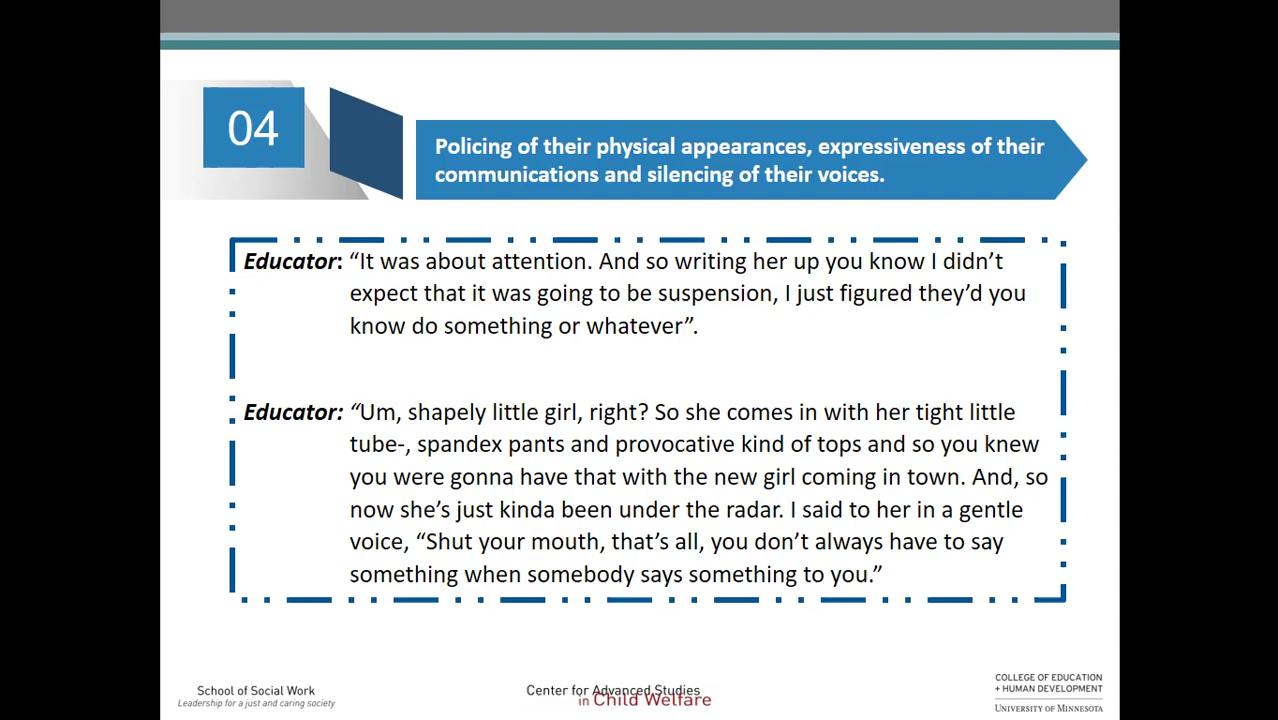 04
Policing of their physical appearances, expressiveness of their
communications and silencing of their voices.
Educator: “It was about attention. And so writing her up you know I didn’t
expect that it was going to be suspension, I just figured they’d you
know do something or whatever”.
Educator: “Um, shapely little girl, right? So she comes in with her tight little
tube-, spandex pants and provocative kind of tops and so you knew
you were gonna have that with the new girl coming in town. And, so
now she’s just kinda been under the radar. I said to her in a gentle
voice, “Shut your mouth, that’s all, you don’t always have to say
something when somebody says something to you.”
School of Social Work
Leadership for a just and caring society
Center for Advanced Studies
in Child Welfare
COLLEGE OF EDUCATION
+ HUMAN DEVELOPMENT
UNIVERSITY OF MINNESOTA